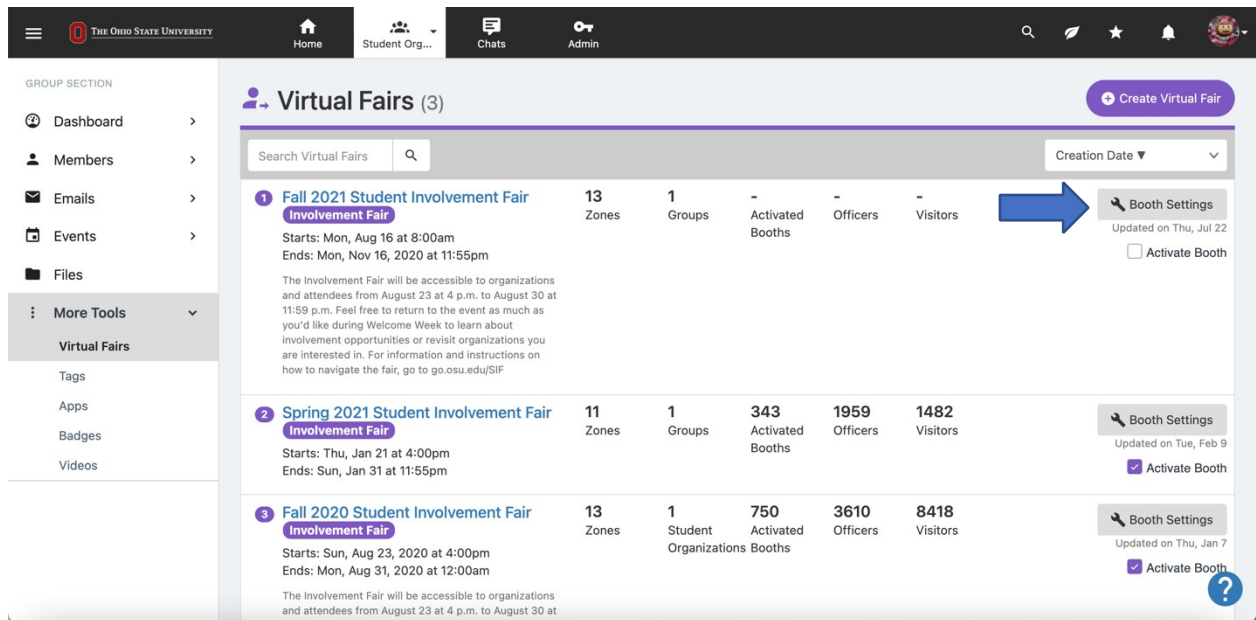 THE OHIO STATE UNIVERSITY
Home
Student Org...
Chats
Admin
GROUP SECTION
Dashboard
Members
Emails
Events
Files
More Tools
Virtual Fairs
Tags
Apps
Badges
Videos
Virtual Fairs (3)
Create Virtual Fair
Search Virtual Fairs
Creation Date ▼
1 Fall 2021 Student Involvement Fair
Involvement Fair
Starts: Mon, Aug 16 at 8:00am
Ends: Mon, Nov 16, 2020 at 11:55pm
The Involvement Fair will be accessible to organizations
and attendees from August 23 at 4 p.m. to August 30 at
11:59 p.m. Feel free to return to the event as much as
you'd like during Welcome Week to learn about
involvement opportunities or revisit organizations you
are interested in. For information and instructions on
how to navigate the fair, go to go.osu.edu/SIF
13
Zones
1
Groups
-
Activated
Booths
-
Officers
-
Visitors
Booth Settings
Updated on Thu, Jul 22
Activate Booth
2 Spring 2021 Student Involvement Fair
Involvement Fair
Starts: Thu, Jan 21 at 4:00pm
Ends: Sun, Jan 31 at 11:55pm
11
Zones
1
Groups
343
Activated
Booths
1959
Officers
1482
Visitors
Booth Settings
Updated on Tue, Feb 9
Activate Booth
3 Fall 2020 Student Involvement Fair
Involvement Fair
Starts: Sun, Aug 23, 2020 at 4:00pm
Ends: Mon, Aug 31, 2020 at 12:00am
The Involvement Fair will be accessible to organizations
and attendees from August 23 at 4 p.m. to August 30 at
13
Zones
1
Student
Organizations
750
Activated
Booths
3610
Officers
8418
Visitors
Booth Settings
Updated on Thu, Jan 7
Activate Booth
?